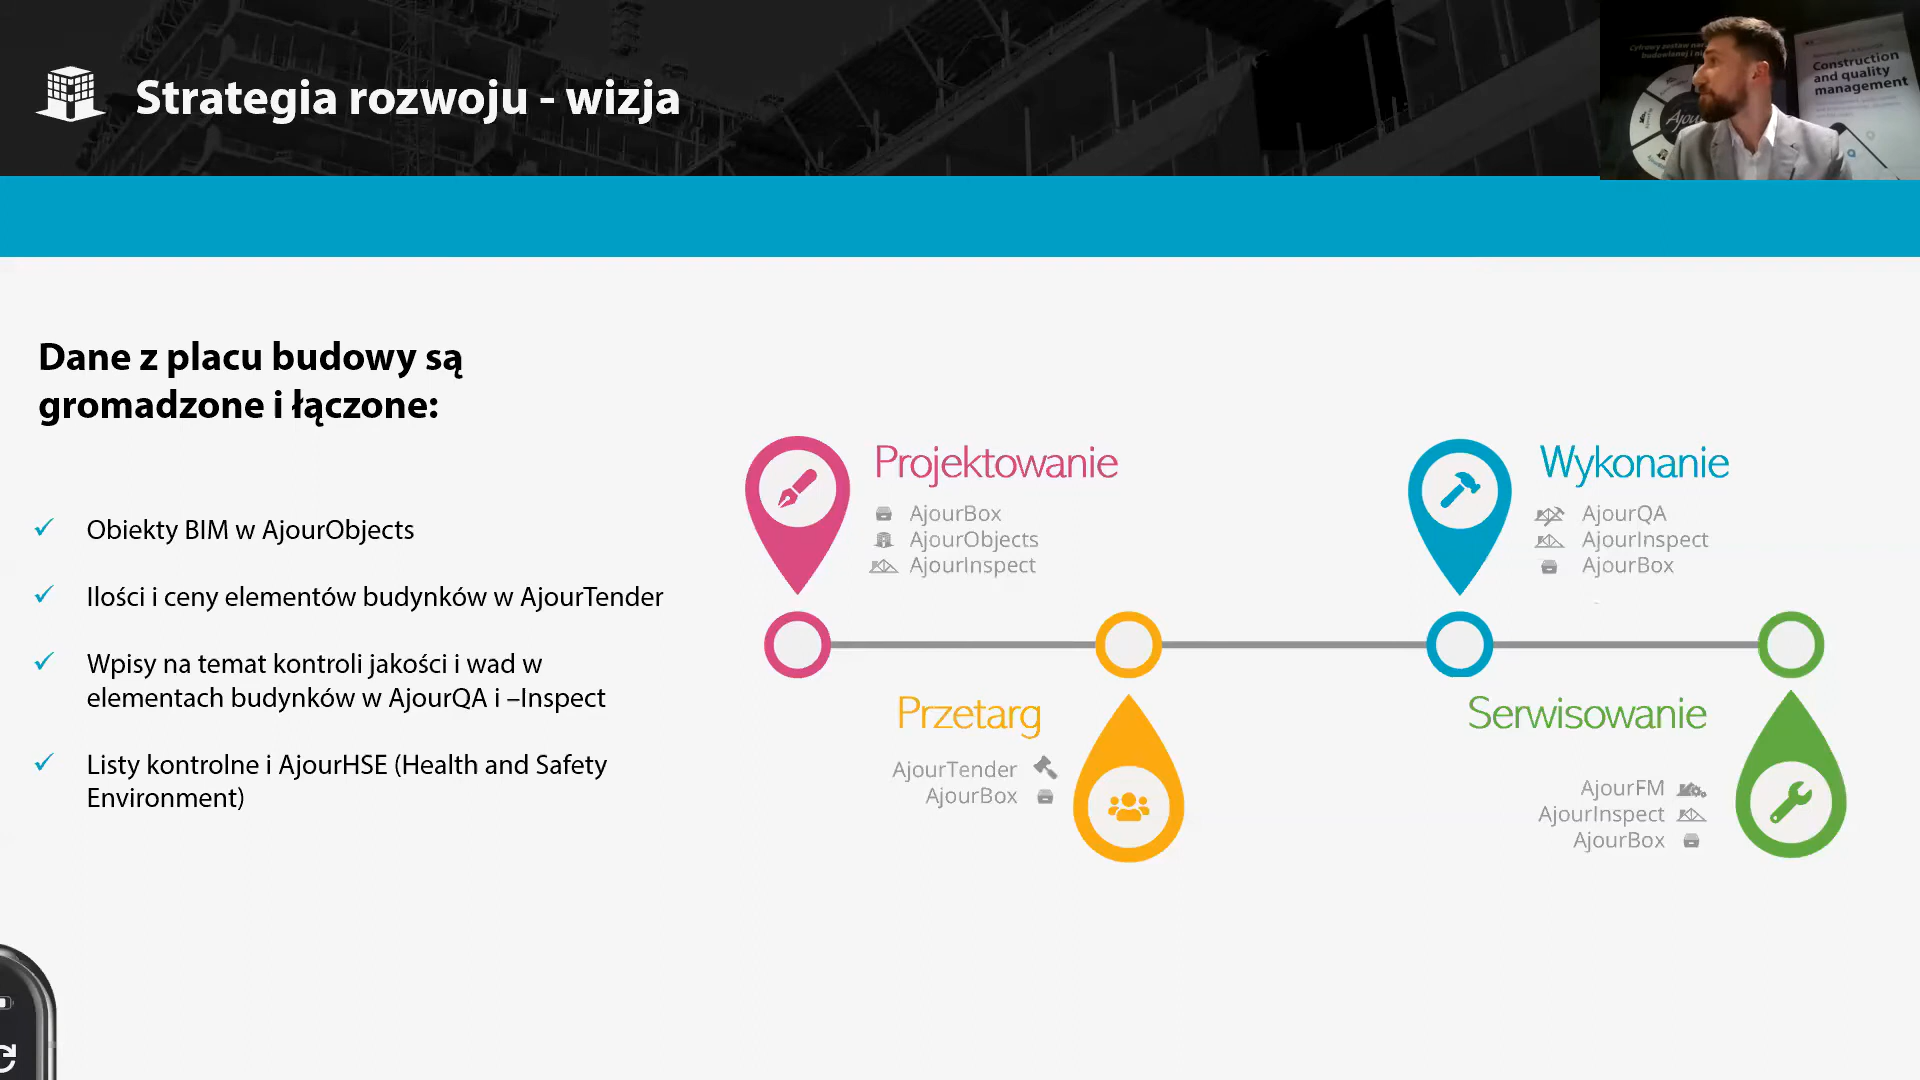 Strategia rozwoju - wizja
Construction
and quality
management
Dane z placu budowy są
gromadzone i łączone:
Obiekty BIM w AjourObjects
Ilości i ceny elementów budynków w AjourTender
Wpisy na temat kontroli jakości i wad w
elementach budynków w AjourQA i –Inspect
Listy kontrolne i AjourHSE (Health and Safety
Environment)
Projektowanie
AjourBox
AjourObjects
AjourInspect
Wykonanie
AjourQA
AjourInspect
AjourBox
Przetarg
AjourTender
AjourBox
Serwisowanie
AjourFM
AjourInspect
AjourBox